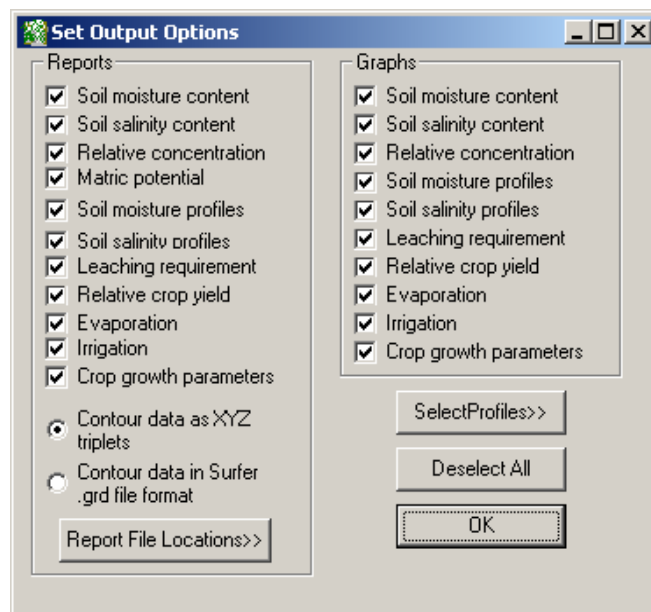 Set Output Options
Reports
Soil moisture content
Soil salinity content
Relative concentration
Matric potential
Soil moisture profiles
Soil salinity profiles
Leaching requirement
Relative crop yield
Evaporation
Irrigation
Crop growth parameters
Contour data as XYZ
triplets
Contour data in Surfer
.grd file format
Report File Locations>>
Graphs
Soil moisture content
Soil salinity content
Relative concentration
Soil moisture profiles
Soil salinity profiles
Leaching requirement
Relative crop yield
Evaporation
Irrigation
Crop growth parameters
SelectProfiles>>
Deselect All
OK